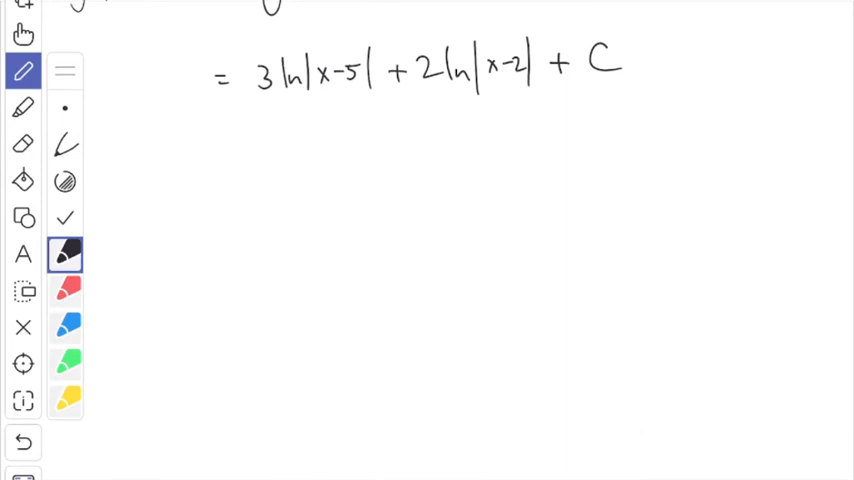 = 3 ln|x-5| + 2 ln|x-2| + C
A